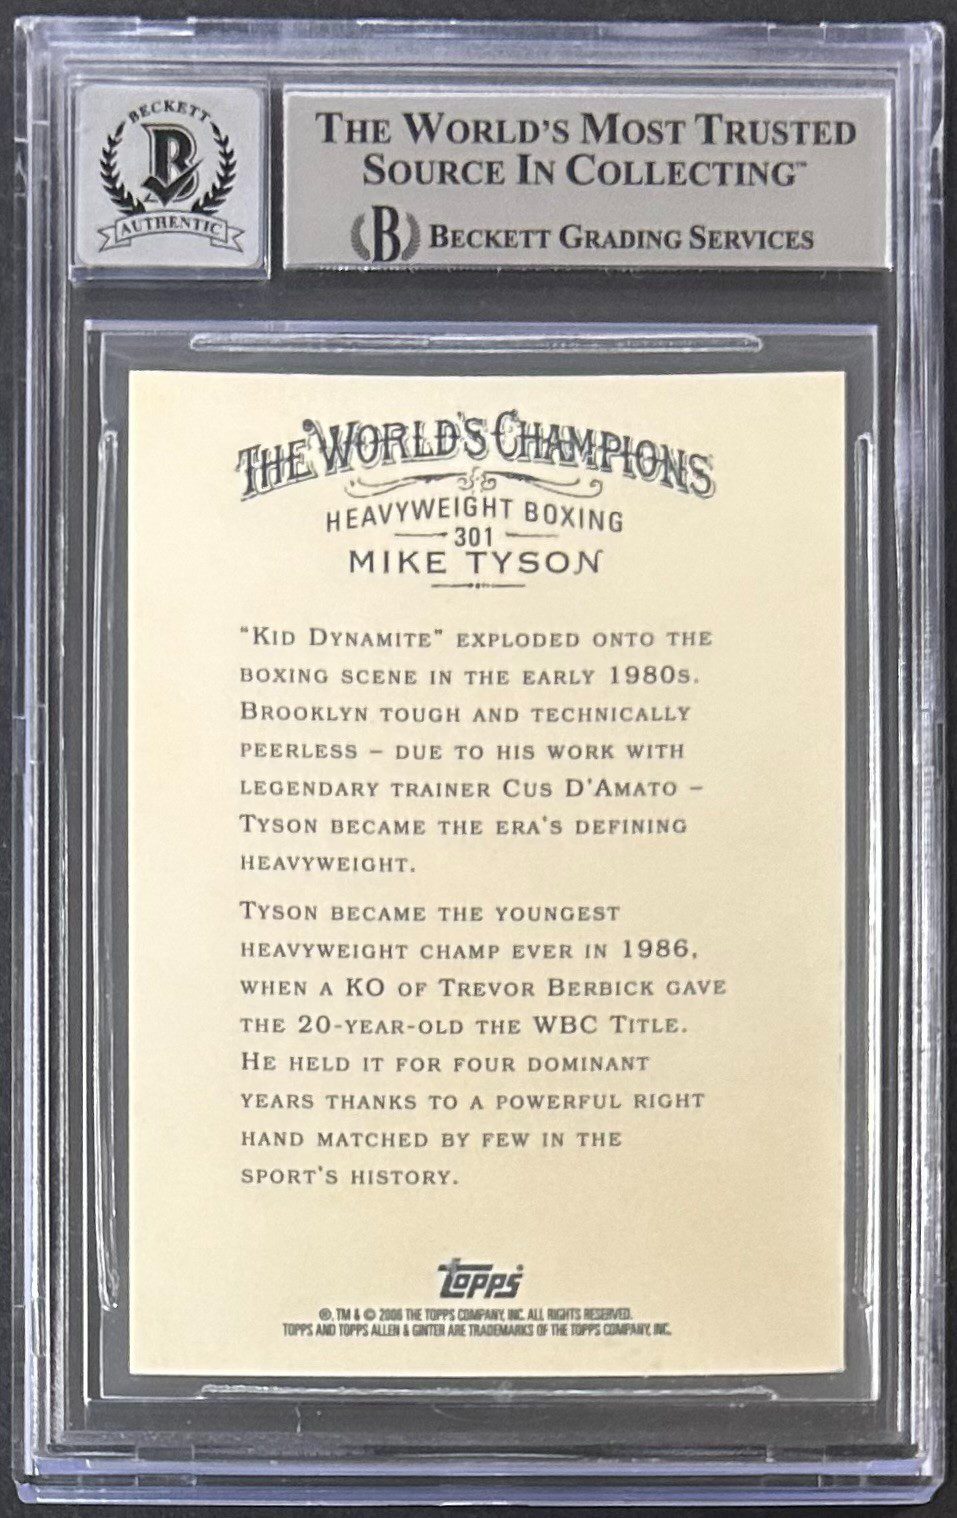 BECKETT
B
AUTHENTIC
THE WORLD'S MOST TRUSTED
SOURCE IN COLLECTING™
B BECKETT GRADING SERVICES
THE WORLD'S CHAMPIONS
HEAVYWEIGHT BOXING
301
MIKE TYSON
"KID DYNAMITE" EXPLODED ONTO THE
BOXING SCENE IN THE EARLY 1980S.
BROOKLYN TOUGH AND TECHNICALLY
PEERLESS – DUE TO HIS WORK WITH
LEGENDARY TRAINER CUS D'AMATO –
TYSON BECAME THE ERA'S DEFINING
HEAVYWEIGHT.
TYSON BECAME THE YOUNGEST
HEAVYWEIGHT CHAMP EVER IN 1986,
WHEN A KO OF TREVOR BERBICK GAVE
THE 20-YEAR-OLD THE WBC TITLE.
HE HELD IT FOR FOUR DOMINANT
YEARS THANKS TO A POWERFUL RIGHT
HAND MATCHED BY FEW IN THE
SPORT'S HISTORY.
TOPPS
®, TM & © 2006 THE TOPPS COMPANY, INC. ALL RIGHTS RESERVED.
TOPPS AND TOPPS ALLEN & GINTER ARE TRADEMARKS OF THE TOPPS COMPANY, INC.